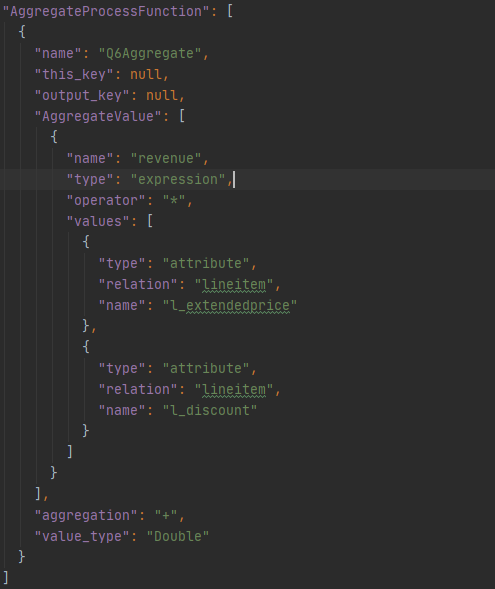 "AggregateProcessFunction": [
  {
    "name": "Q6Aggregate",
    "this_key": null,
    "output_key": null,
    "AggregateValue": [
      {
        "name": "revenue",
        "type": "expression",
        "operator": "*",
        "values": [
          {
            "type": "attribute",
            "relation": "lineitem",
            "name": "l_extendedprice"
          },
          {
            "type": "attribute",
            "relation": "lineitem",
            "name": "l_discount"
          }
        ]
      }
    ],
    "aggregation": "+",
    "value_type": "Double"
  }
]